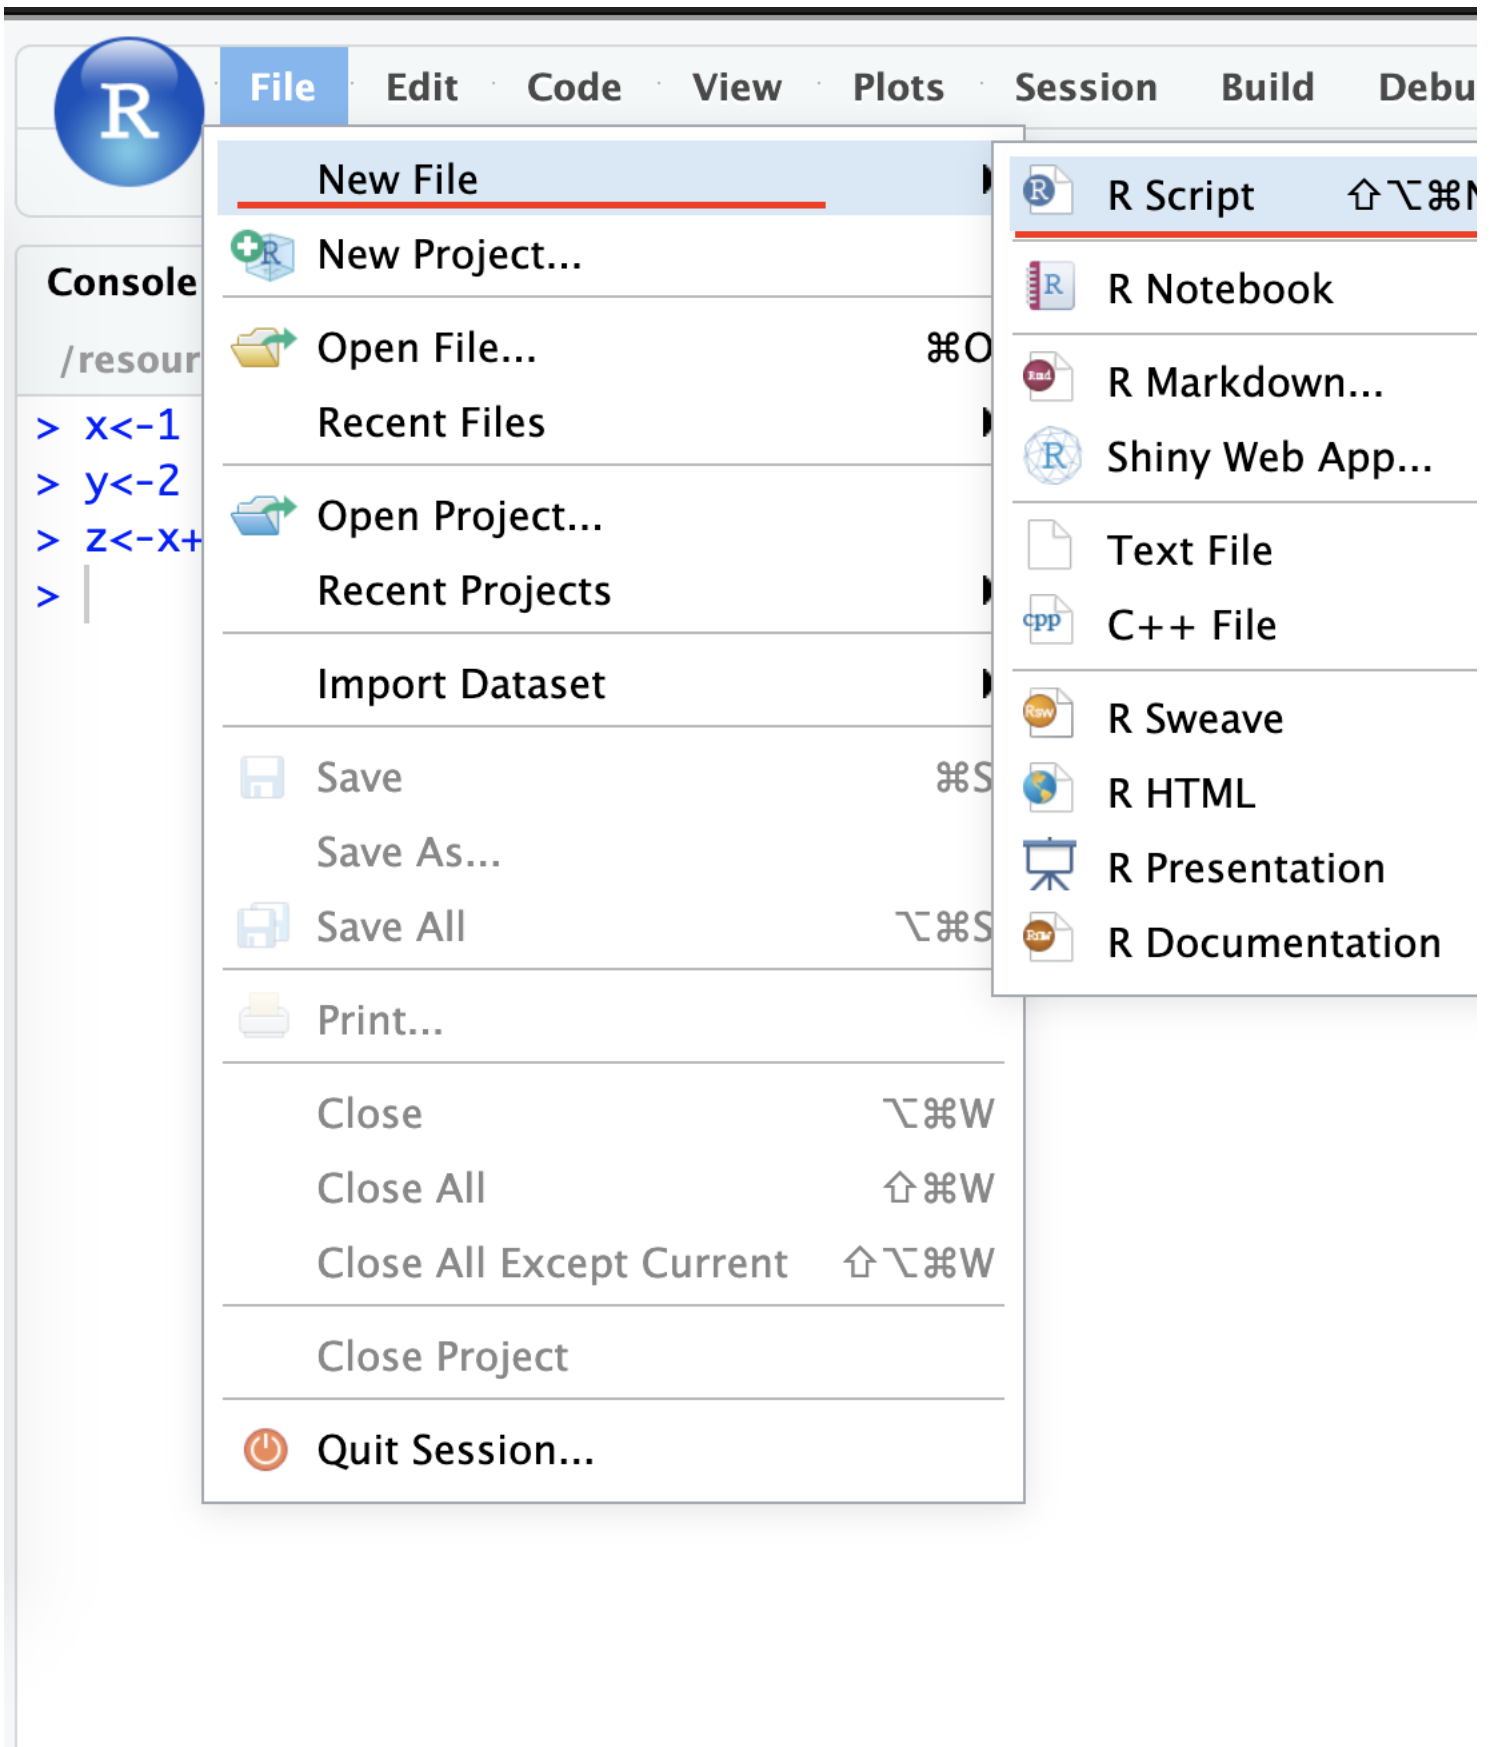 R
File Edit Code View Plots Session Build Debu
New File
New Project...
Open File... ⌘O
Recent Files
Open Project...
Recent Projects
Import Dataset
Save ⌘S
Save As...
Save All ⌥⌘S
Print...
Close ⌥⌘W
Close All ⇧⌘W
Close All Except Current ⇧⌥⌘W
Close Project
Quit Session...
R Script ⇧⌥⌘N
R Notebook
R Markdown...
Shiny Web App...
Text File
C++ File
R Sweave
R HTML
R Presentation
R Documentation
Console
/resour
> x<-1
> y<-2
> z<-x+
>